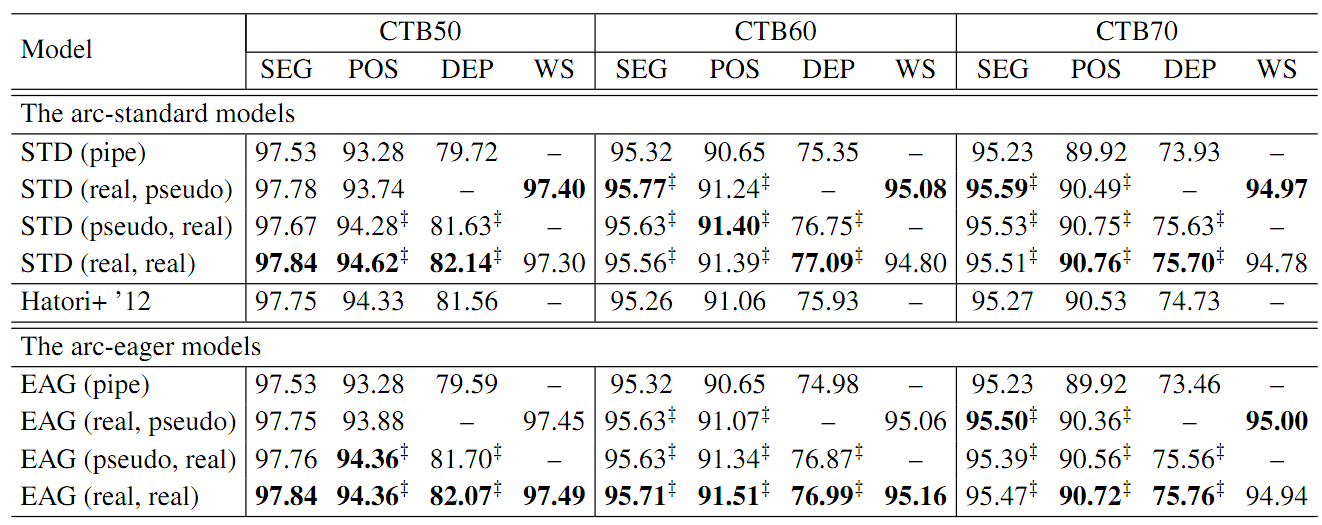 Model CTB50 CTB60 CTB70
SEG POS DEP WS SEG POS DEP WS SEG POS DEP WS
The arc-standard models
STD (pipe) 97.53 93.28 79.72 – 95.32 90.65 75.35 – 95.23 89.92 73.93 –
STD (real, pseudo) 97.78 93.74 – 97.40 95.77‡ 91.24‡ – 95.08 95.59‡ 90.49‡ – 94.97
STD (pseudo, real) 97.67 94.28‡ 81.63‡ – 95.63‡ 91.40‡ 76.75‡ – 95.53‡ 90.75‡ 75.63‡ –
STD (real, real) 97.84 94.62‡ 82.14‡ 97.30 95.56‡ 91.39‡ 77.09‡ 94.80 95.51‡ 90.76‡ 75.70‡ 94.78
Hatori+ ’12 97.75 94.33 81.56 – 95.26 91.06 75.93 – 95.27 90.53 74.73 –
The arc-eager models
EAG (pipe) 97.53 93.28 79.59 – 95.32 90.65 74.98 – 95.23 89.92 73.46 –
EAG (real, pseudo) 97.75 93.88 – 97.45 95.63‡ 91.07‡ – 95.06 95.50‡ 90.36‡ – 95.00
EAG (pseudo, real) 97.76 94.36‡ 81.70‡ – 95.63‡ 91.34‡ 76.87‡ – 95.39‡ 90.56‡ 75.56‡ –
EAG (real, real) 97.84 94.36‡ 82.07‡ 97.49 95.71‡ 91.51‡ 76.99‡ 95.16 95.47‡ 90.72‡ 75.76‡ 94.94